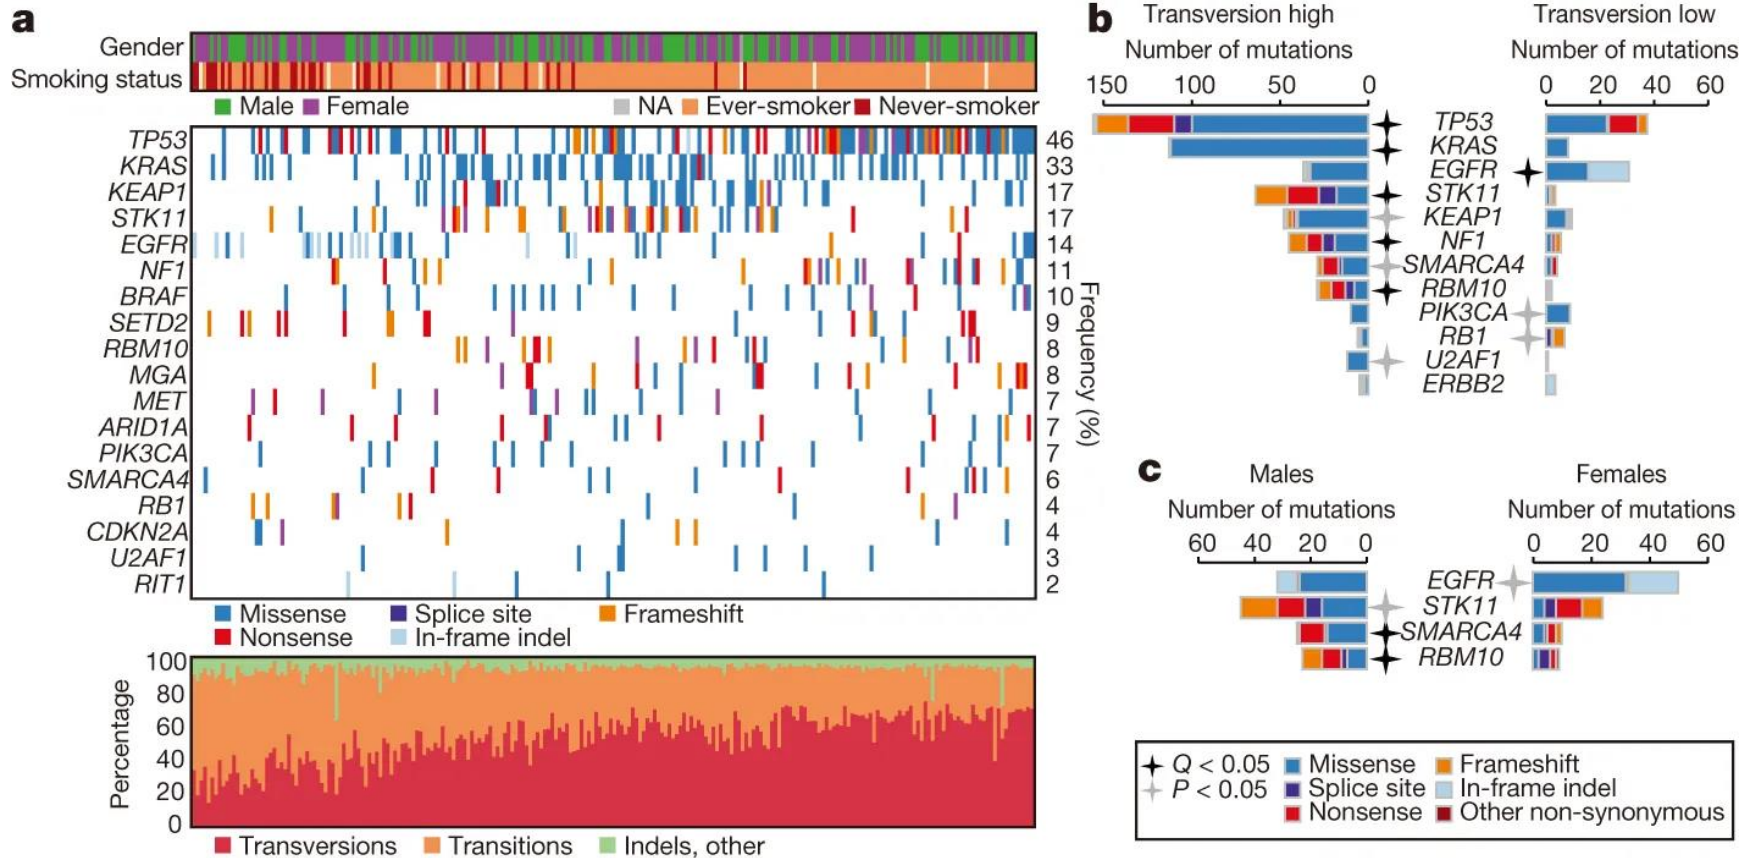 a
Gender
Smoking status
Male Female NA Ever-smoker Never-smoker
TP53 46
KRAS 33
KEAP1 17
STK11 17
EGFR 14
NF1 11
BRAF 10
SETD2 9
RBM10 8
MGA 8
MET 7
ARID1A 7
PIK3CA 7
SMARCA4 6
RB1 4
CDKN2A 4
U2AF1 3
RIT1 2
Frequency (%)
Missense Splice site Frameshift
Nonsense In-frame indel
Percentage
100
80
60
40
20
0
Transversions Transitions Indels, other
b
Transversion high Transversion low
Number of mutations Number of mutations
150 100 50 0 0 20 40 60
TP53
KRAS
EGFR
STK11
KEAP1
NF1
SMARCA4
RBM10
PIK3CA
RB1
U2AF1
ERBB2
c
Males Females
Number of mutations Number of mutations
60 40 20 0 0 20 40 60
EGFR
STK11
SMARCA4
RBM10
Q < 0.05 Missense Frameshift
P < 0.05 Splice site In-frame indel
Nonsense Other non-synonymous